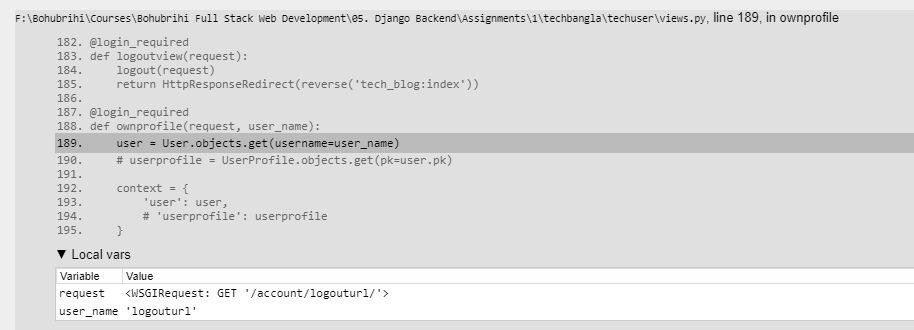 F:\Bohubrihi\Courses\Bohubrihi Full Stack Web Development\05. Django Backend\Assignments\1\techbangla\techuser\views.py, line 189, in ownprofile
182. @login_required
183. def logoutview(request):
184.     logout(request)
185.     return HttpResponseRedirect(reverse('tech_blog:index'))
186.
187. @login_required
188. def ownprofile(request, user_name):
189.     user = User.objects.get(username=user_name)
190.     # userprofile = UserProfile.objects.get(pk=user.pk)
191.
192.     context = {
193.         'user': user,
194.         # 'userprofile': userprofile
195.     }
▼ Local vars
Variable Value
request <WSGIRequest: GET '/account/logouturl/'>
user_name 'logouturl'